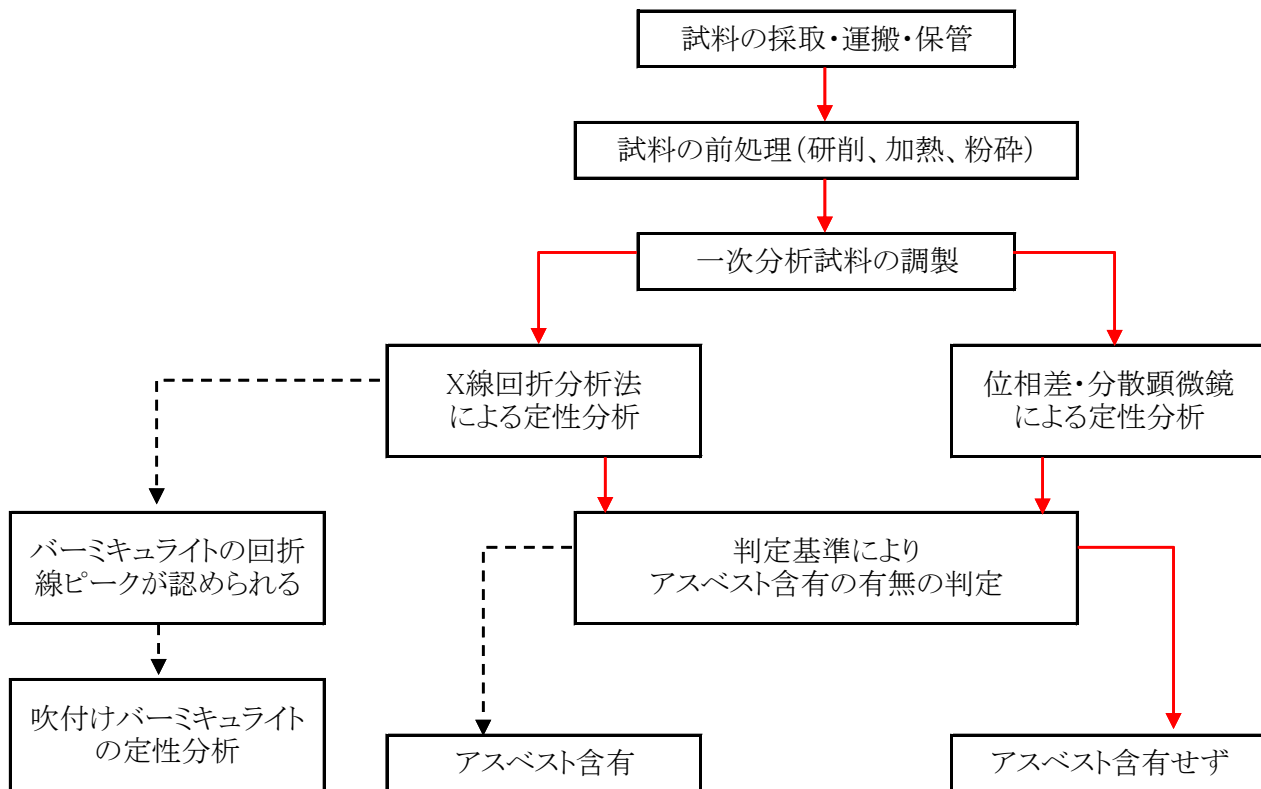 試料の採取・運搬・保管
試料の前処理（研削、加熱、粉砕）
一次分析試料の調製
X線回折分析法
による定性分析
位相差・分散顕微鏡
による定性分析
バーミキュライトの回折
線ピークが認められる
判定基準により
アスベスト含有の有無の判定
吹付けバーミキュライト
の定性分析
アスベスト含有
アスベスト含有せず